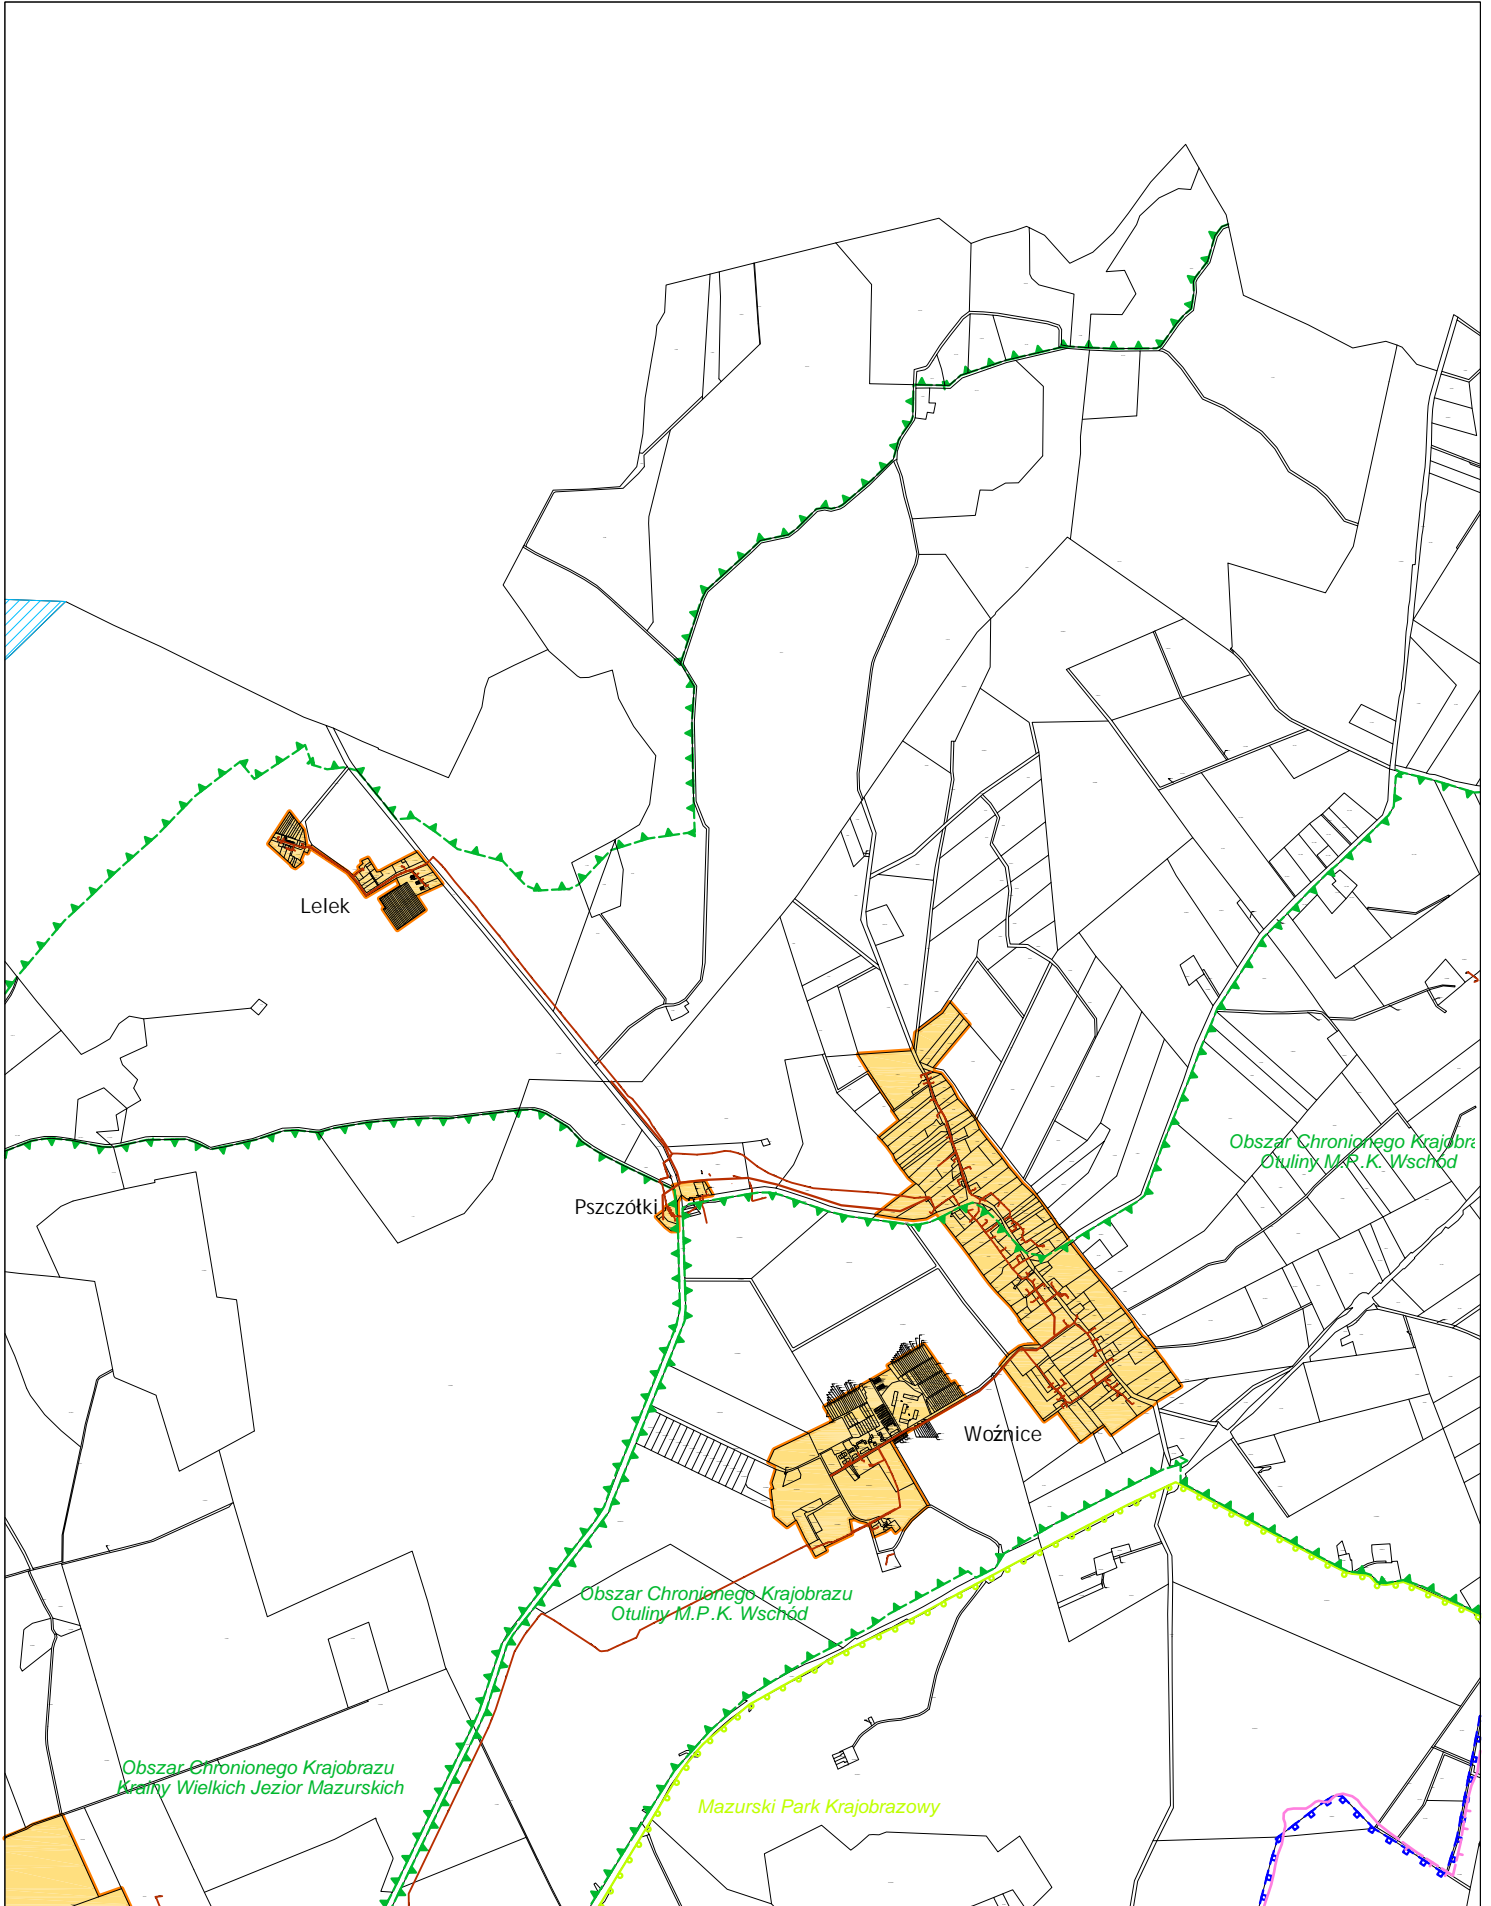 Lelek
Obszar Chronionego Krajobra
Otuliny M.P.K. Wschód
Pszczółki
Woźnice
Obszar Chronionego Krajobrazu
Otuliny M.P.K. Wschód
Obszar Chronionego Krajobrazu
Krainy Wielkich Jezior Mazurskich
Mazurski Park Krajobrazowy